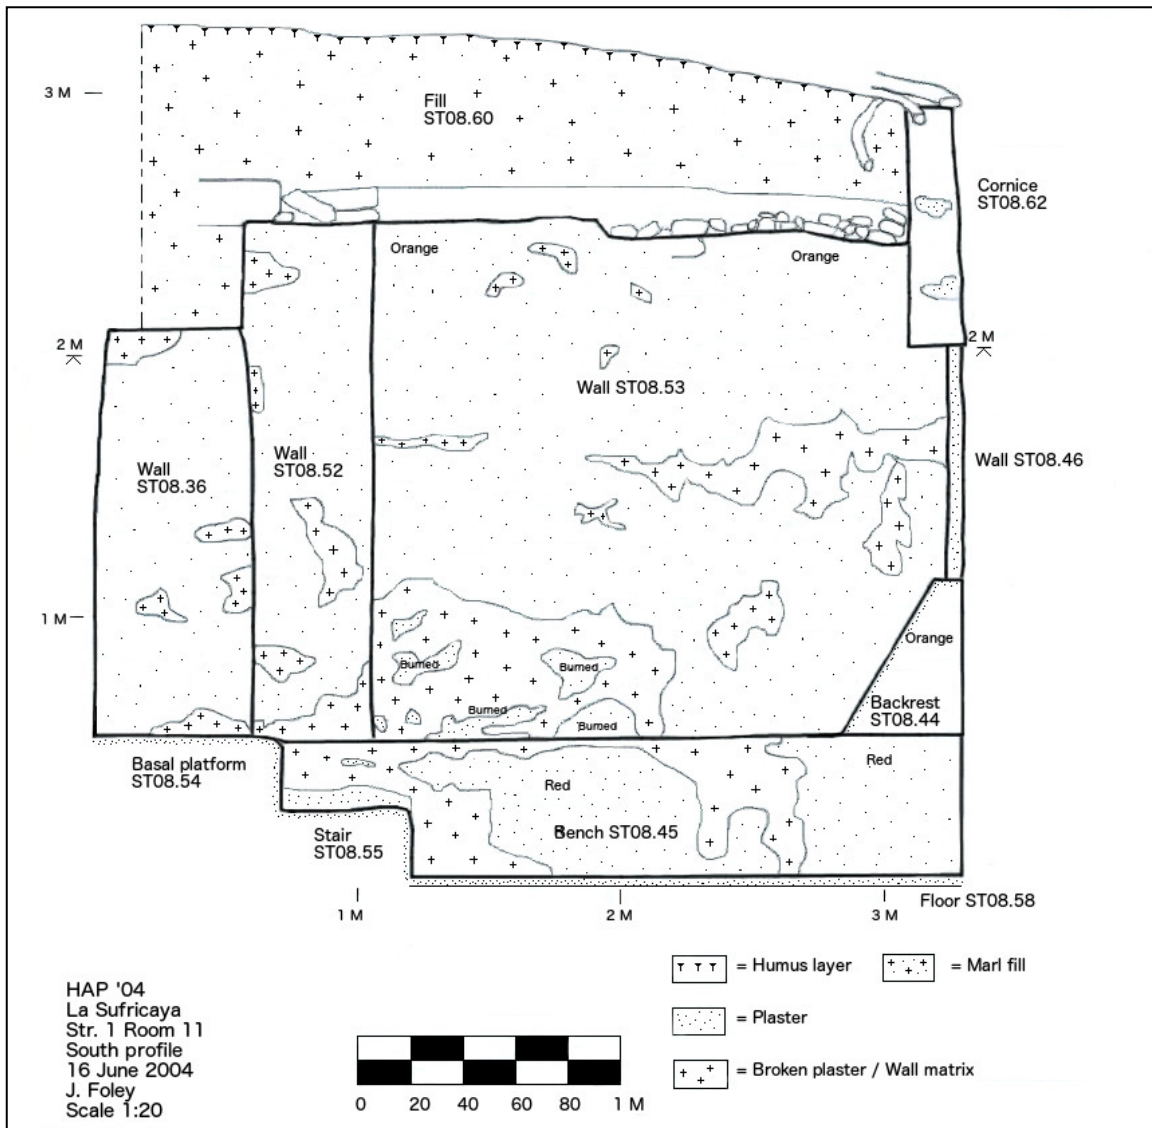 3 M
Fill
ST08.60
Cornice
ST08.62
Orange
Orange
2 M
2 M
Wall ST08.53
Wall
ST08.36
Wall
ST08.52
Wall ST08.46
1 M
Orange
Burned
Burned
Burned
Burned
Backrest
ST08.44
Basal platform
ST08.54
Red
Red
Bench ST08.45
Stair
ST08.55
Floor ST08.58
1 M
2 M
3 M
= Humus layer
= Marl fill
= Plaster
= Broken plaster / Wall matrix
HAP '04
La Sufricaya
Str. 1 Room 11
South profile
16 June 2004
J. Foley
Scale 1:20
0 20 40 60 80 1 M